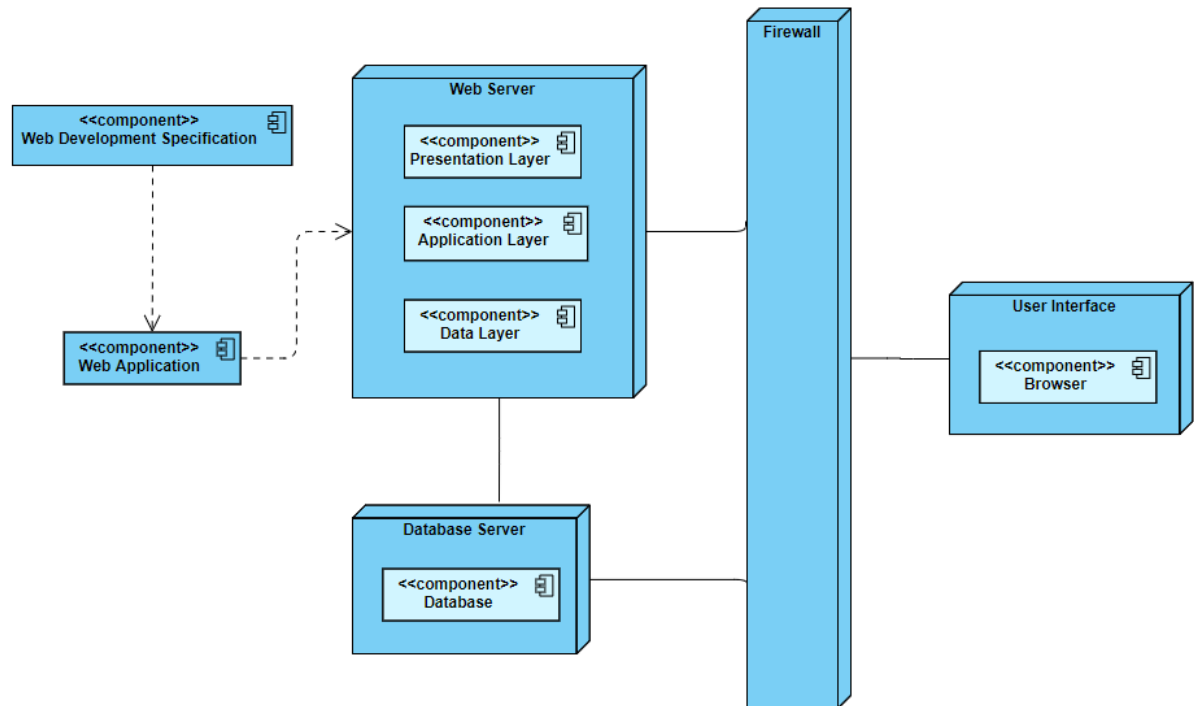 Firewall
Web Server
<<component>>
Web Development Specification
<<component>>
Presentation Layer
<<component>>
Application Layer
<<component>>
Data Layer
<<component>>
Web Application
User Interface
<<component>>
Browser
Database Server
<<component>>
Database